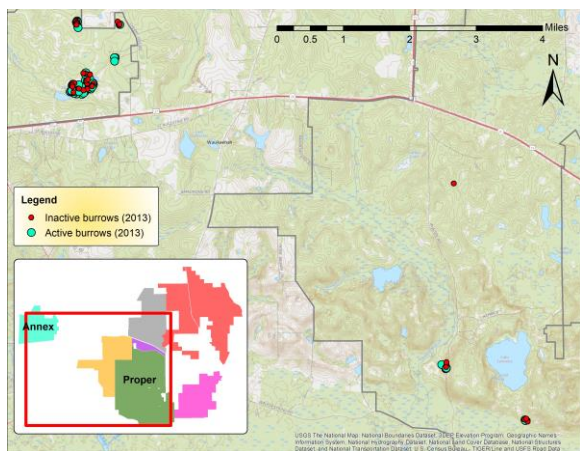 Miles
0 0.5 1 2 3 4
N
Waldo
Legend
Inactive burrows (2013)
Active burrows (2013)
Annex
Proper
USGS The National Map: National Boundaries Dataset, 3DEP Elevation Program, Geographic Names
Information System, National Hydrography Dataset, National Land Cover Database, National Structures
Dataset, and National Transportation Dataset; U.S. Census Bureau - TIGER/Line and USFS Road Data